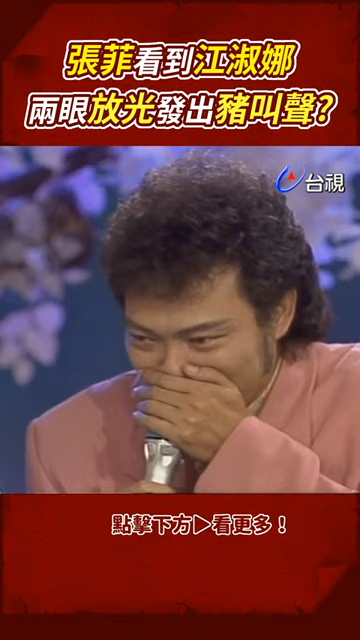 張菲看到江淑娜
兩眼放光發出豬叫聲?
台視
點擊下方▶看更多！